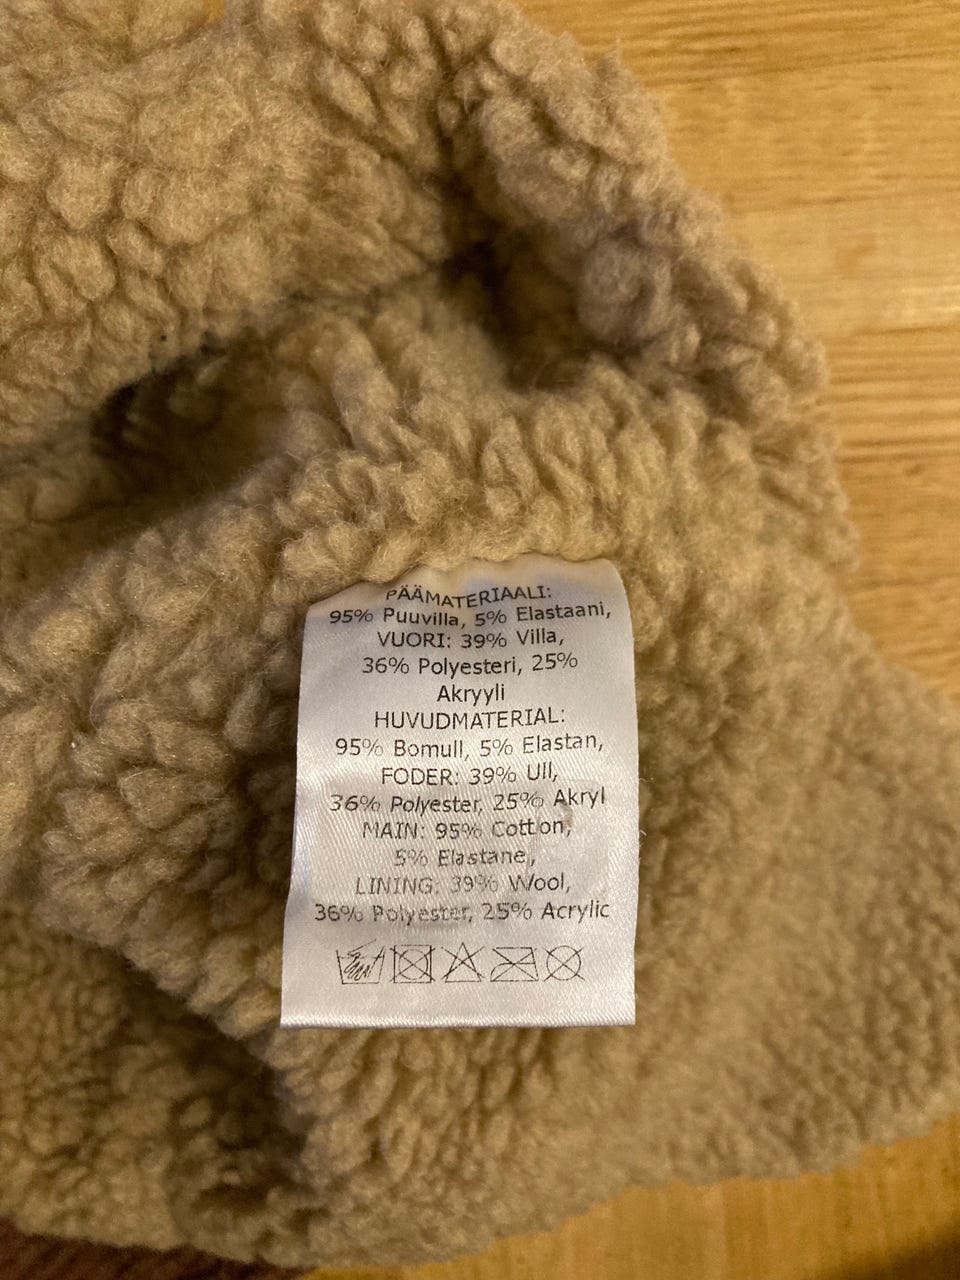 PÄÄMATERIAALI:
95% Puuvilla, 5% Elastaani,
VUORI: 39% Villa,
36% Polyesteri, 25%
Akryyli
HUVUDMATERIAL:
95% Bomull, 5% Elastan,
FODER: 39% Ull,
36% Polyester, 25% Akryl
MAIN: 95% Cotton,
5% Elastane,
LINING: 39% Wool,
36% Polyester, 25% Acrylic